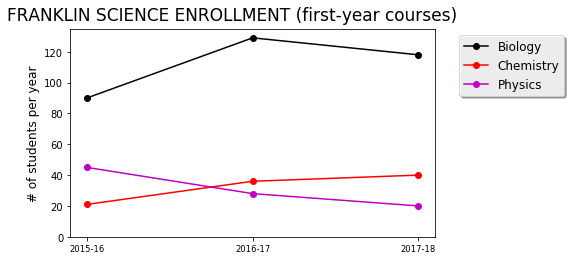 FRANKLIN SCIENCE ENROLLMENT (first-year courses)
Biology
Chemistry
Physics
# of students per year
120
100
80
60
40
20
0
2015-16 2016-17 2017-18